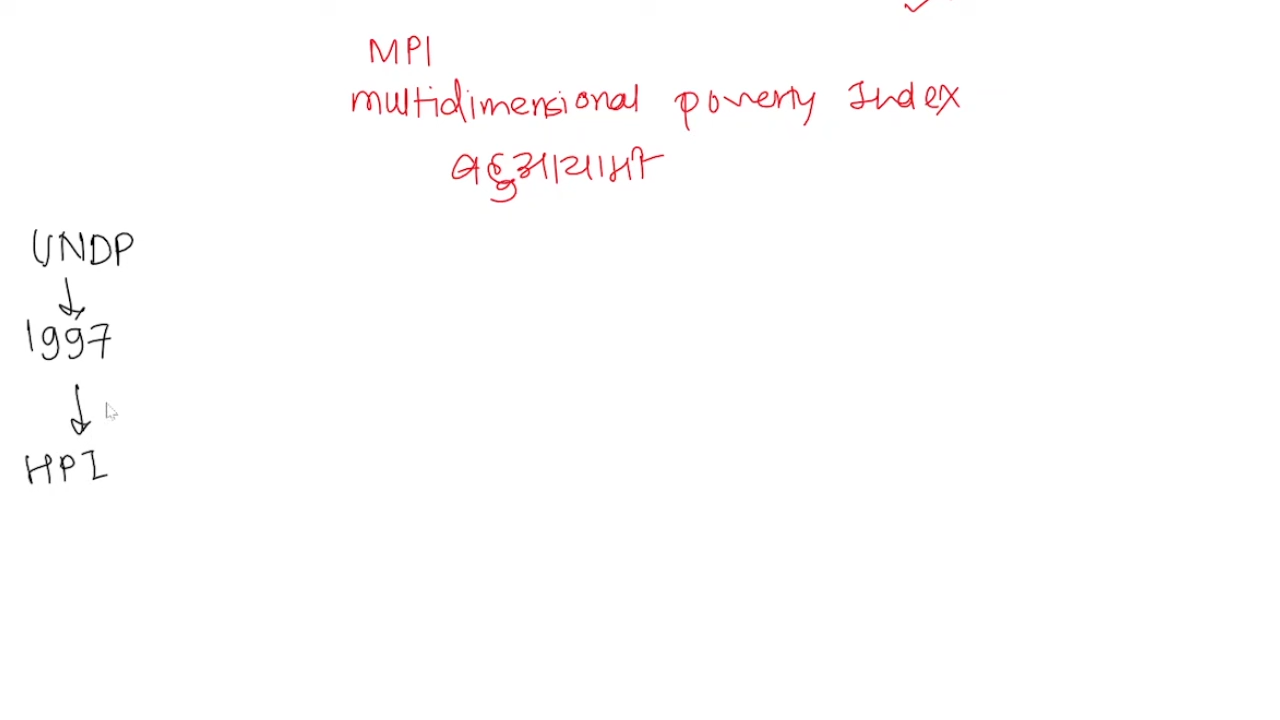 MPI
multidimensional poverty Index
બહુઆયામી
UNDP
1997
HPI